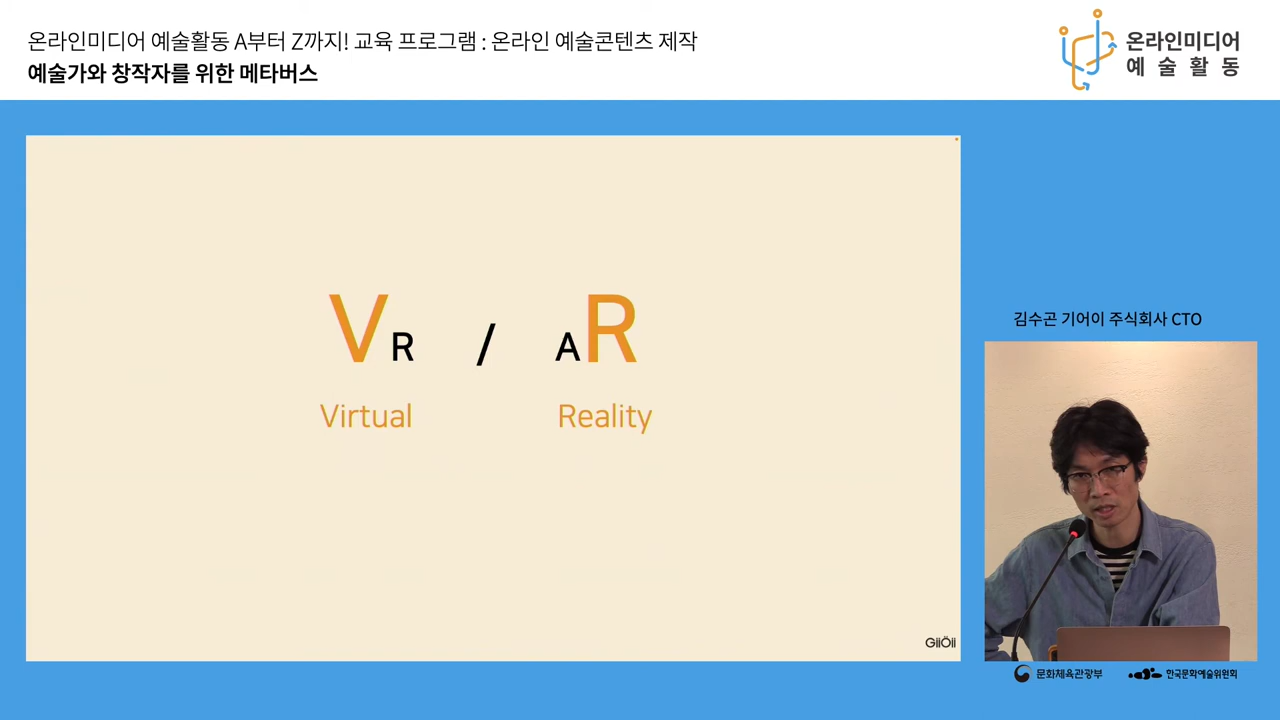 온라인미디어 예술활동 A부터 Z까지! 교육 프로그램 : 온라인 예술콘텐츠 제작
예술가와 창작자를 위한 메타버스
온라인미디어
예술활동
VR / AR
Virtual Reality
GiiÖii
김수곤 기어이 주식회사 CTO
문화체육관광부 한국문화예술위원회